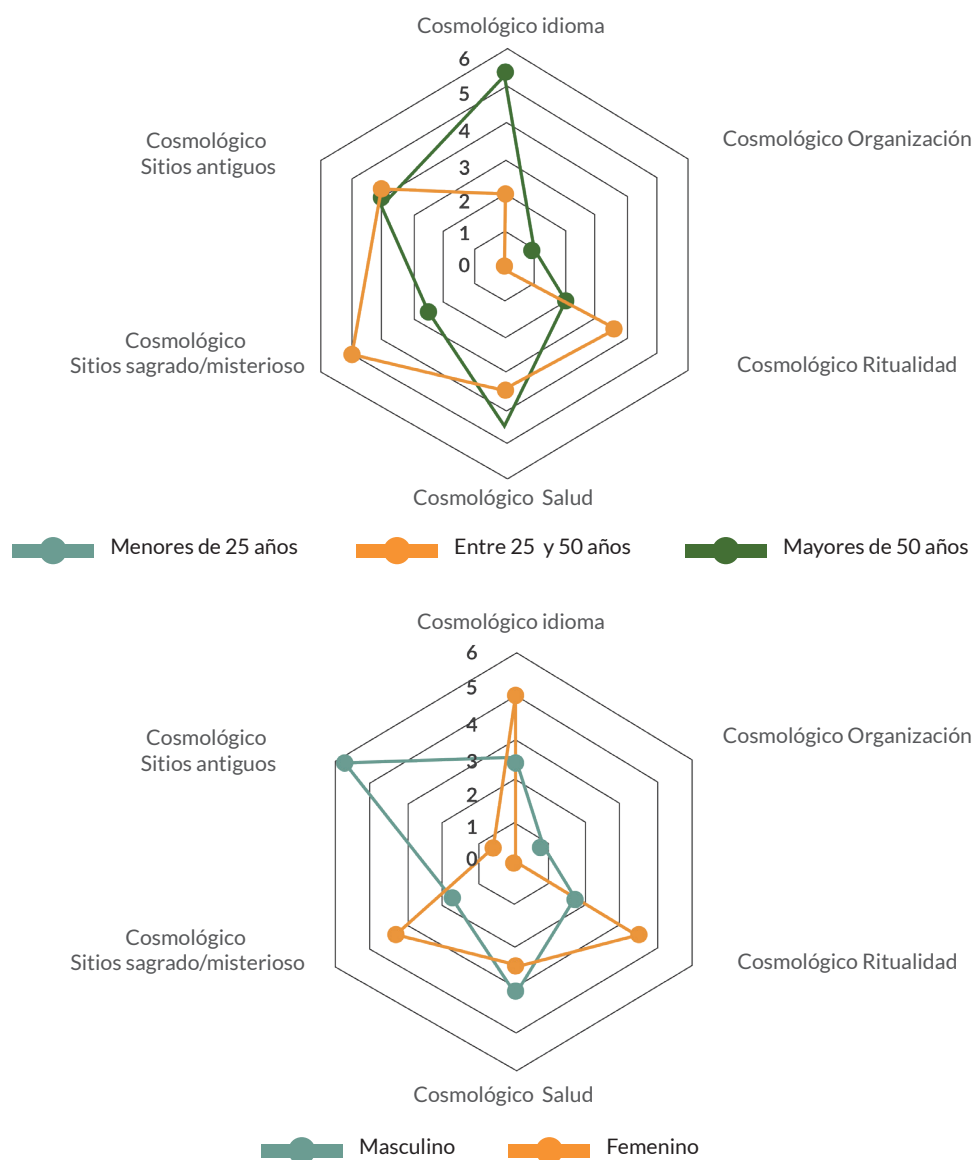 Cosmológico idioma
6
5
4
3
2
1
0
Cosmológico Organización
Cosmológico Ritualidad
Cosmológico Salud
Cosmológico
Sitios sagrado/misterioso
Cosmológico
Sitios antiguos
Menores de 25 años
Entre 25 y 50 años
Mayores de 50 años
Cosmológico idioma
6
5
4
3
2
1
0
Cosmológico Organización
Cosmológico Ritualidad
Cosmológico Salud
Cosmológico
Sitios sagrado/misterioso
Cosmológico
Sitios antiguos
Masculino
Femenino